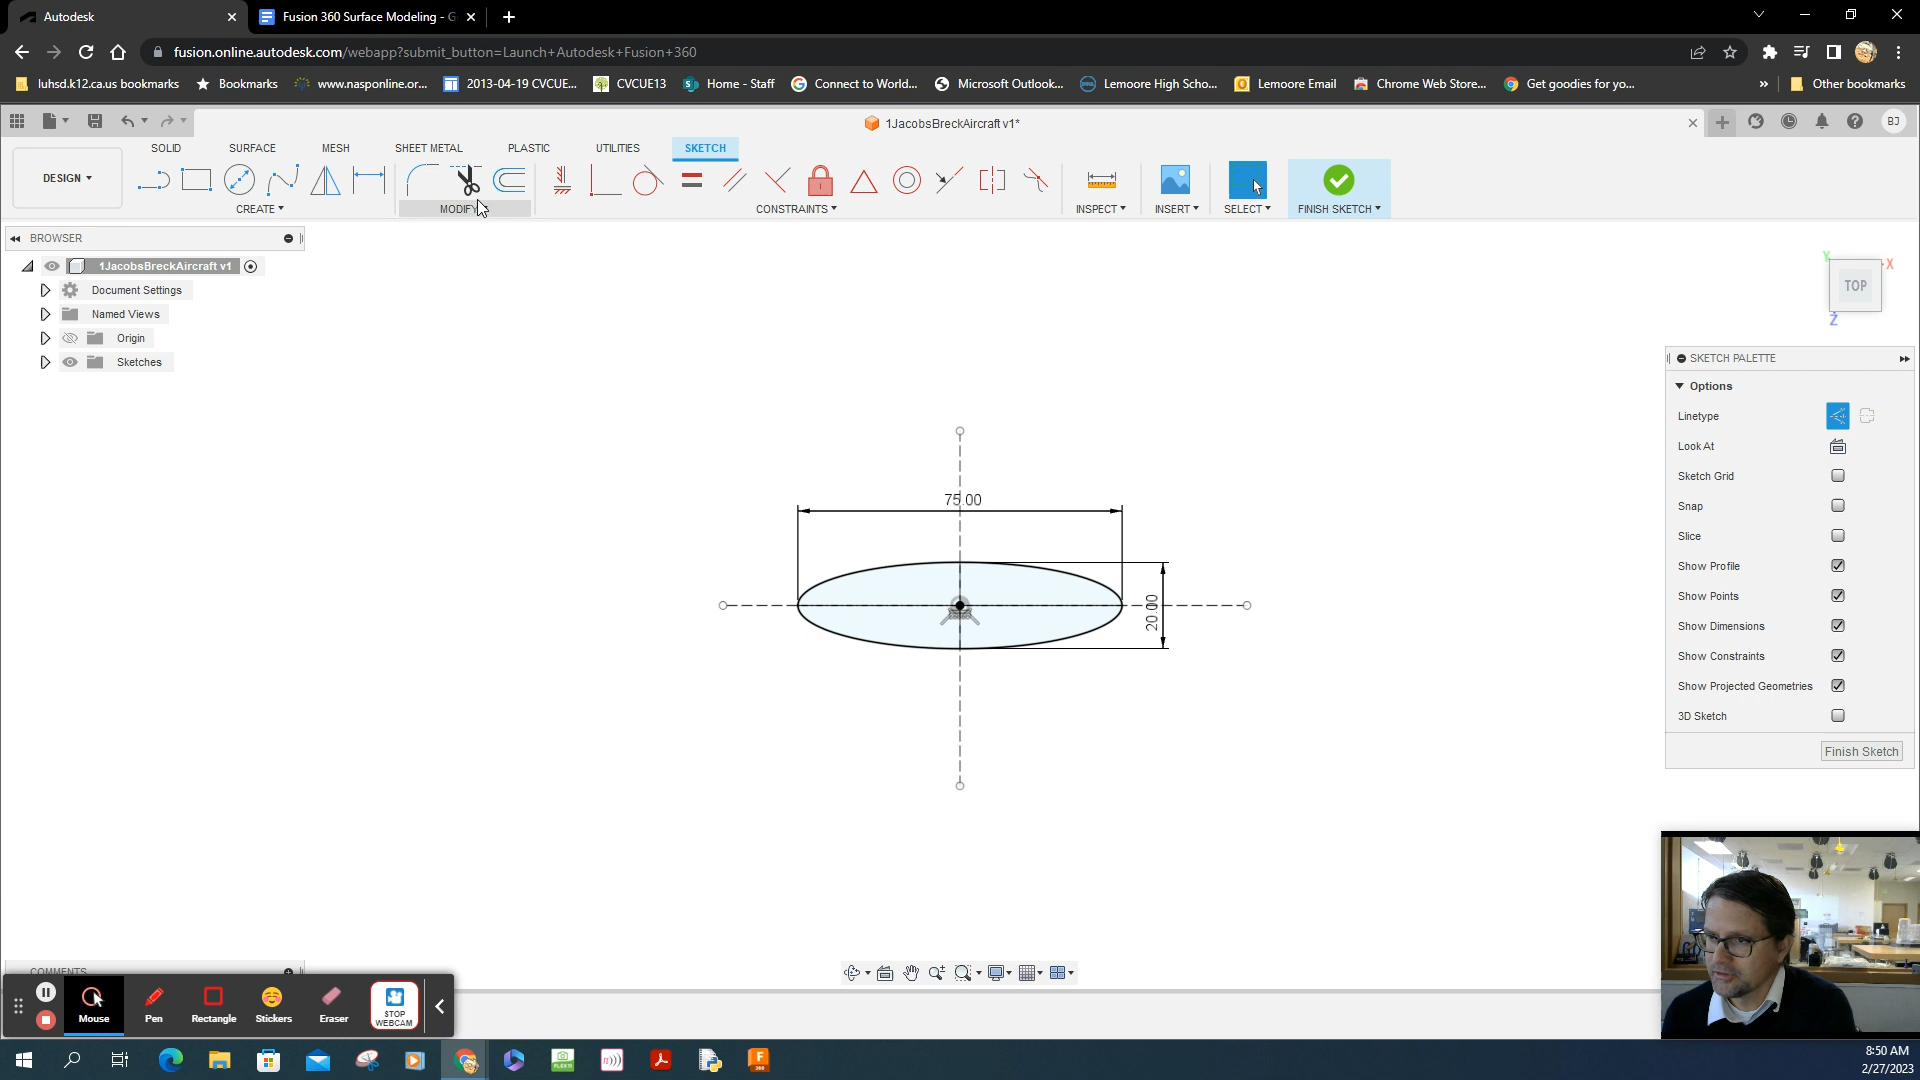 Autodesk
Fusion 360 Surface Modeling - G
fusion.online.autodesk.com/webapp?submit_button=Launch+Autodesk+Fusion+360
luhsd.k12.ca.us bookmarks
Bookmarks
www.nasponline.or...
2013-04-19 CVCUE...
CVCUE13
Home - Staff
Connect to World...
Microsoft Outlook...
Lemoore High Scho...
Lemoore Email
Chrome Web Store...
Get goodies for yo...
»
Other bookmarks
1JacobsBreckAircraft v1*
BJ
SOLID
SURFACE
MESH
SHEET METAL
PLASTIC
UTILITIES
SKETCH
DESIGN
CREATE
MODIFY
CONSTRAINTS
INSPECT
INSERT
SELECT
FINISH SKETCH
BROWSER
1JacobsBreckAircraft v1
Document Settings
Named Views
Origin
Sketches
Y
X
TOP
Z
75.00
20.00
SKETCH PALETTE
Options
Linetype
Look At
Sketch Grid
Snap
Slice
Show Profile
Show Points
Show Dimensions
Show Constraints
Show Projected Geometries
3D Sketch
Finish Sketch
COMMENTS
Mouse
Pen
Rectangle
Stickers
Eraser
STOP
WEBCAM
8:50 AM
2/27/2023